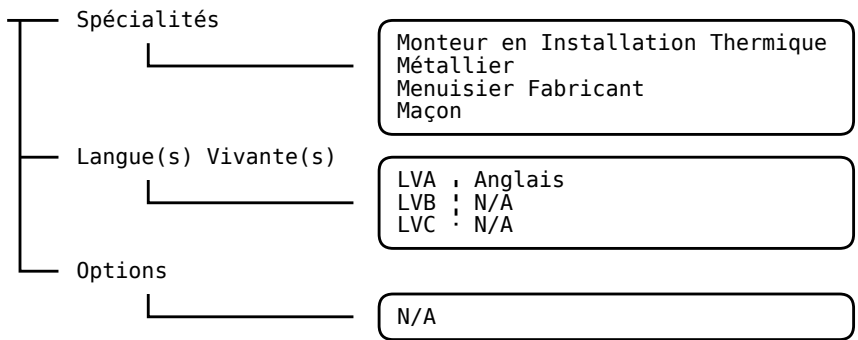 Spécialités
Monteur en Installation Thermique
Métallier
Menuisier Fabricant
Maçon
Langue(s) Vivante(s)
LVA ¦ Anglais
LVB ¦ N/A
LVC ¦ N/A
Options
N/A